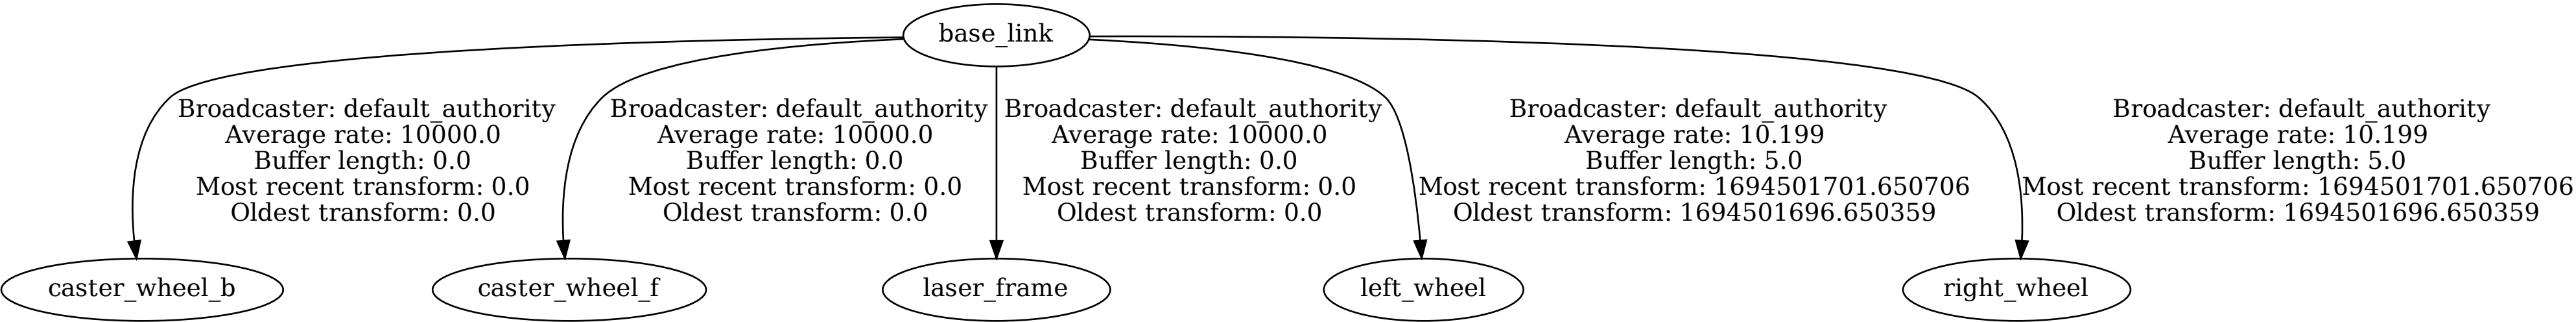 base_link
Broadcaster: default_authority
Average rate: 10000.0
Buffer length: 0.0
Most recent transform: 0.0
Oldest transform: 0.0
Broadcaster: default_authority
Average rate: 10000.0
Buffer length: 0.0
Most recent transform: 0.0
Oldest transform: 0.0
Broadcaster: default_authority
Average rate: 10000.0
Buffer length: 0.0
Most recent transform: 0.0
Oldest transform: 0.0
Broadcaster: default_authority
Average rate: 10.199
Buffer length: 5.0
Most recent transform: 1694501701.650706
Oldest transform: 1694501696.650359
Broadcaster: default_authority
Average rate: 10.199
Buffer length: 5.0
Most recent transform: 1694501701.650706
Oldest transform: 1694501696.650359
caster_wheel_b
caster_wheel_f
laser_frame
left_wheel
right_wheel